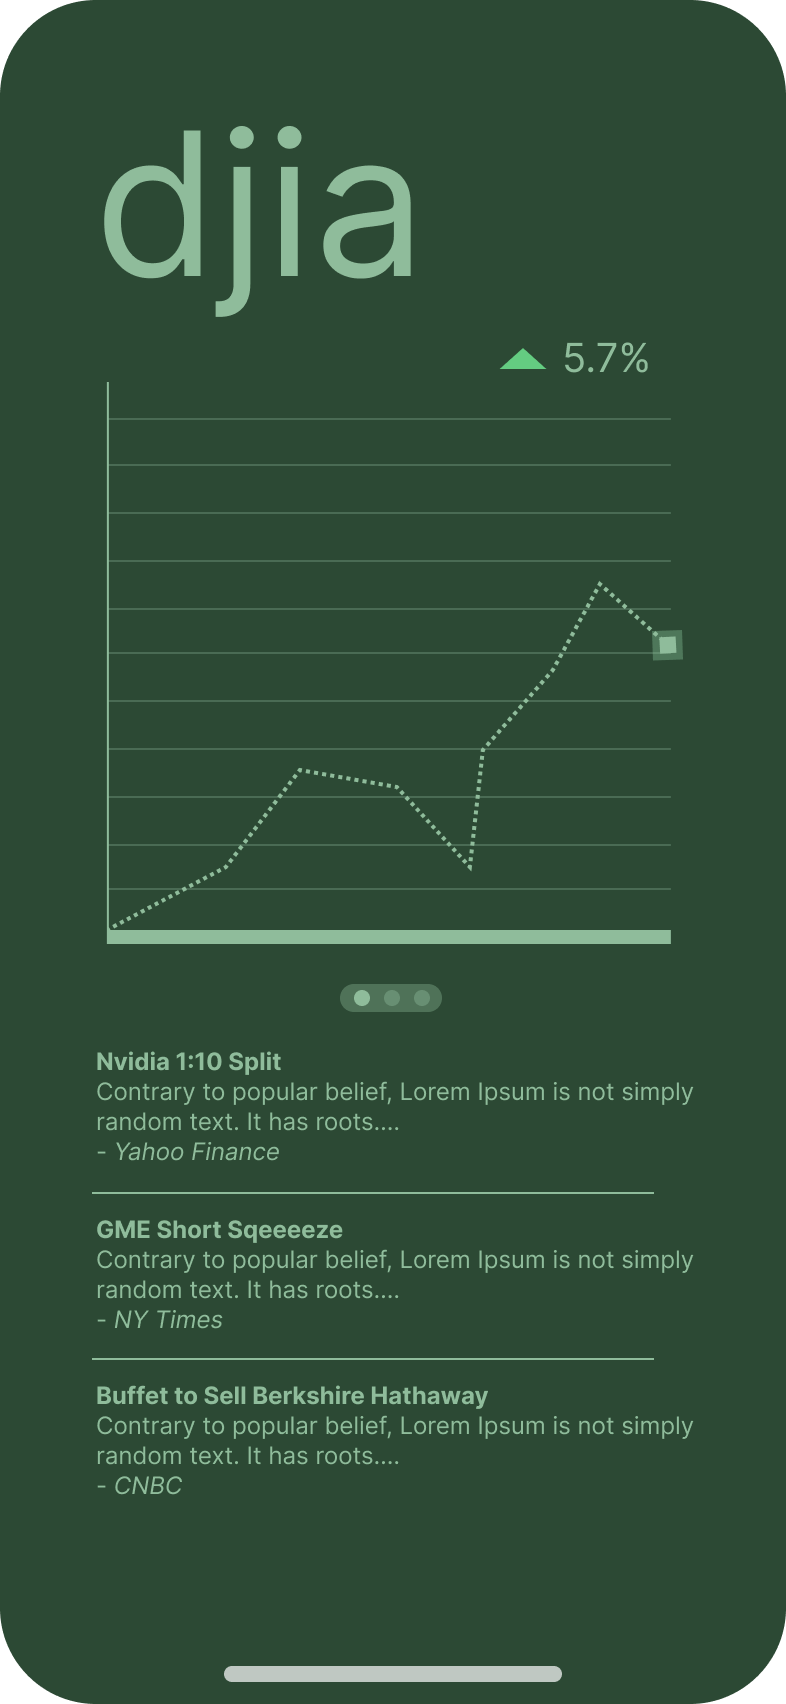 djia
5.7%
Nvidia 1:10 Split
Contrary to popular belief, Lorem Ipsum is not simply
random text. It has roots....
- Yahoo Finance
GME Short Sqeeeeze
Contrary to popular belief, Lorem Ipsum is not simply
random text. It has roots....
- NY Times
Buffet to Sell Berkshire Hathaway
Contrary to popular belief, Lorem Ipsum is not simply
random text. It has roots....
- CNBC